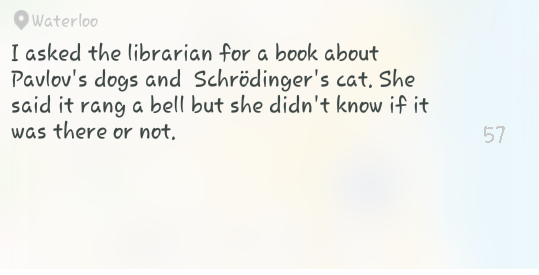 Waterloo
I asked the librarian for a book about
Pavlov's dogs and  Schrödinger's cat. She
said it rang a bell but she didn't know if it
was there or not.
57